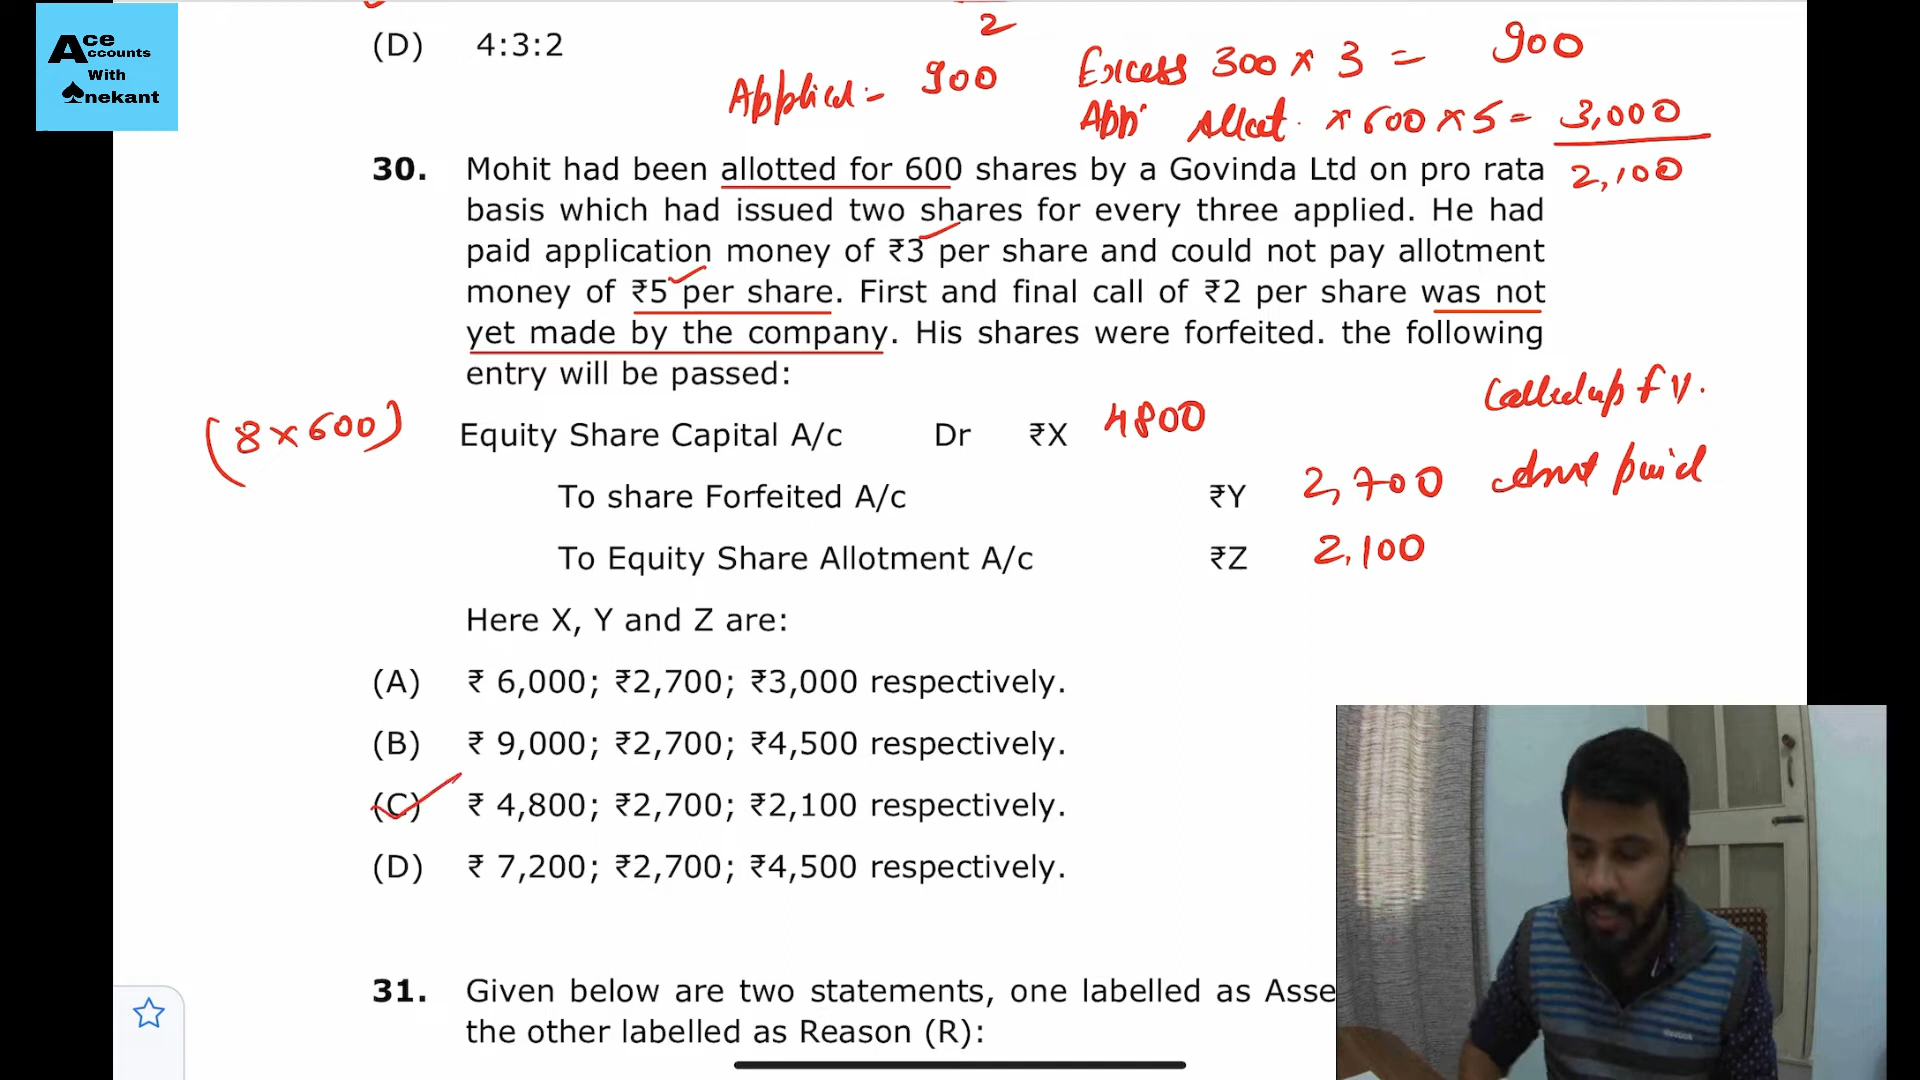 Ace
Accounts
With
Anekant
2
(D) 4:3:2
Applied:- 900
Excess 300 × 3 = 900
App
Allot. × 600 × 5 = 3,000
2,100
30. Mohit had been allotted for 600 shares by a Govinda Ltd on pro rata
basis which had issued two shares for every three applied. He had
paid application money of ₹3 per share and could not pay allotment
money of ₹5 per share. First and final call of ₹2 per share was not
yet made by the company. His shares were forfeited. the following
entry will be passed:
Called up f v.
(8 × 600) Equity Share Capital A/c Dr ₹X 4800
To share Forfeited A/c ₹Y 2,700 Amt paid
To Equity Share Allotment A/c ₹Z 2,100
Here X, Y and Z are:
(A) ₹ 6,000; ₹2,700; ₹3,000 respectively.
(B) ₹ 9,000; ₹2,700; ₹4,500 respectively.
(C) ₹ 4,800; ₹2,700; ₹2,100 respectively.
(D) ₹ 7,200; ₹2,700; ₹4,500 respectively.
31. Given below are two statements, one labelled as Asse
the other labelled as Reason (R):